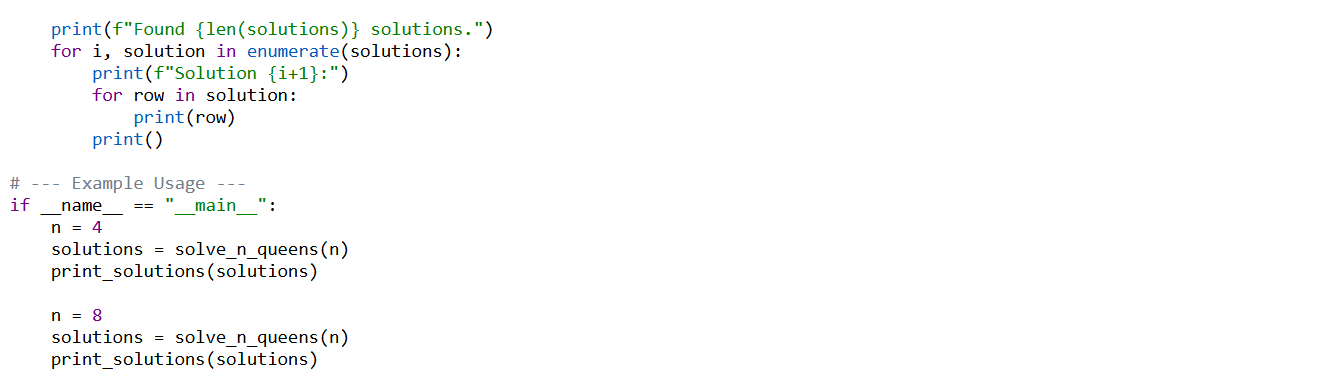 print(f"Found {len(solutions)} solutions.")
    for i, solution in enumerate(solutions):
        print(f"Solution {i+1}:")
        for row in solution:
            print(row)
        print()

# --- Example Usage ---
if __name__ == "__main__":
    n = 4
    solutions = solve_n_queens(n)
    print_solutions(solutions)

    n = 8
    solutions = solve_n_queens(n)
    print_solutions(solutions)